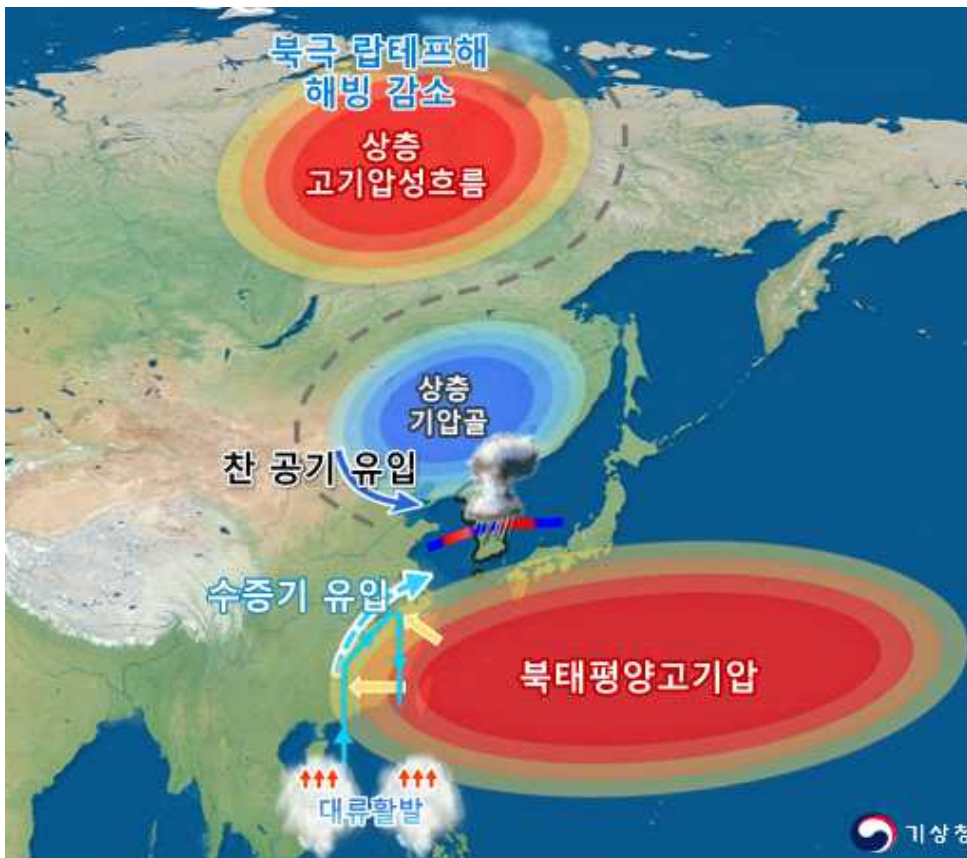 북극 랍테프해
해빙 감소
상층
고기압성흐름
상층
기압골
찬 공기 유입
수증기 유입
북태평양고기압
대류활발
기상청